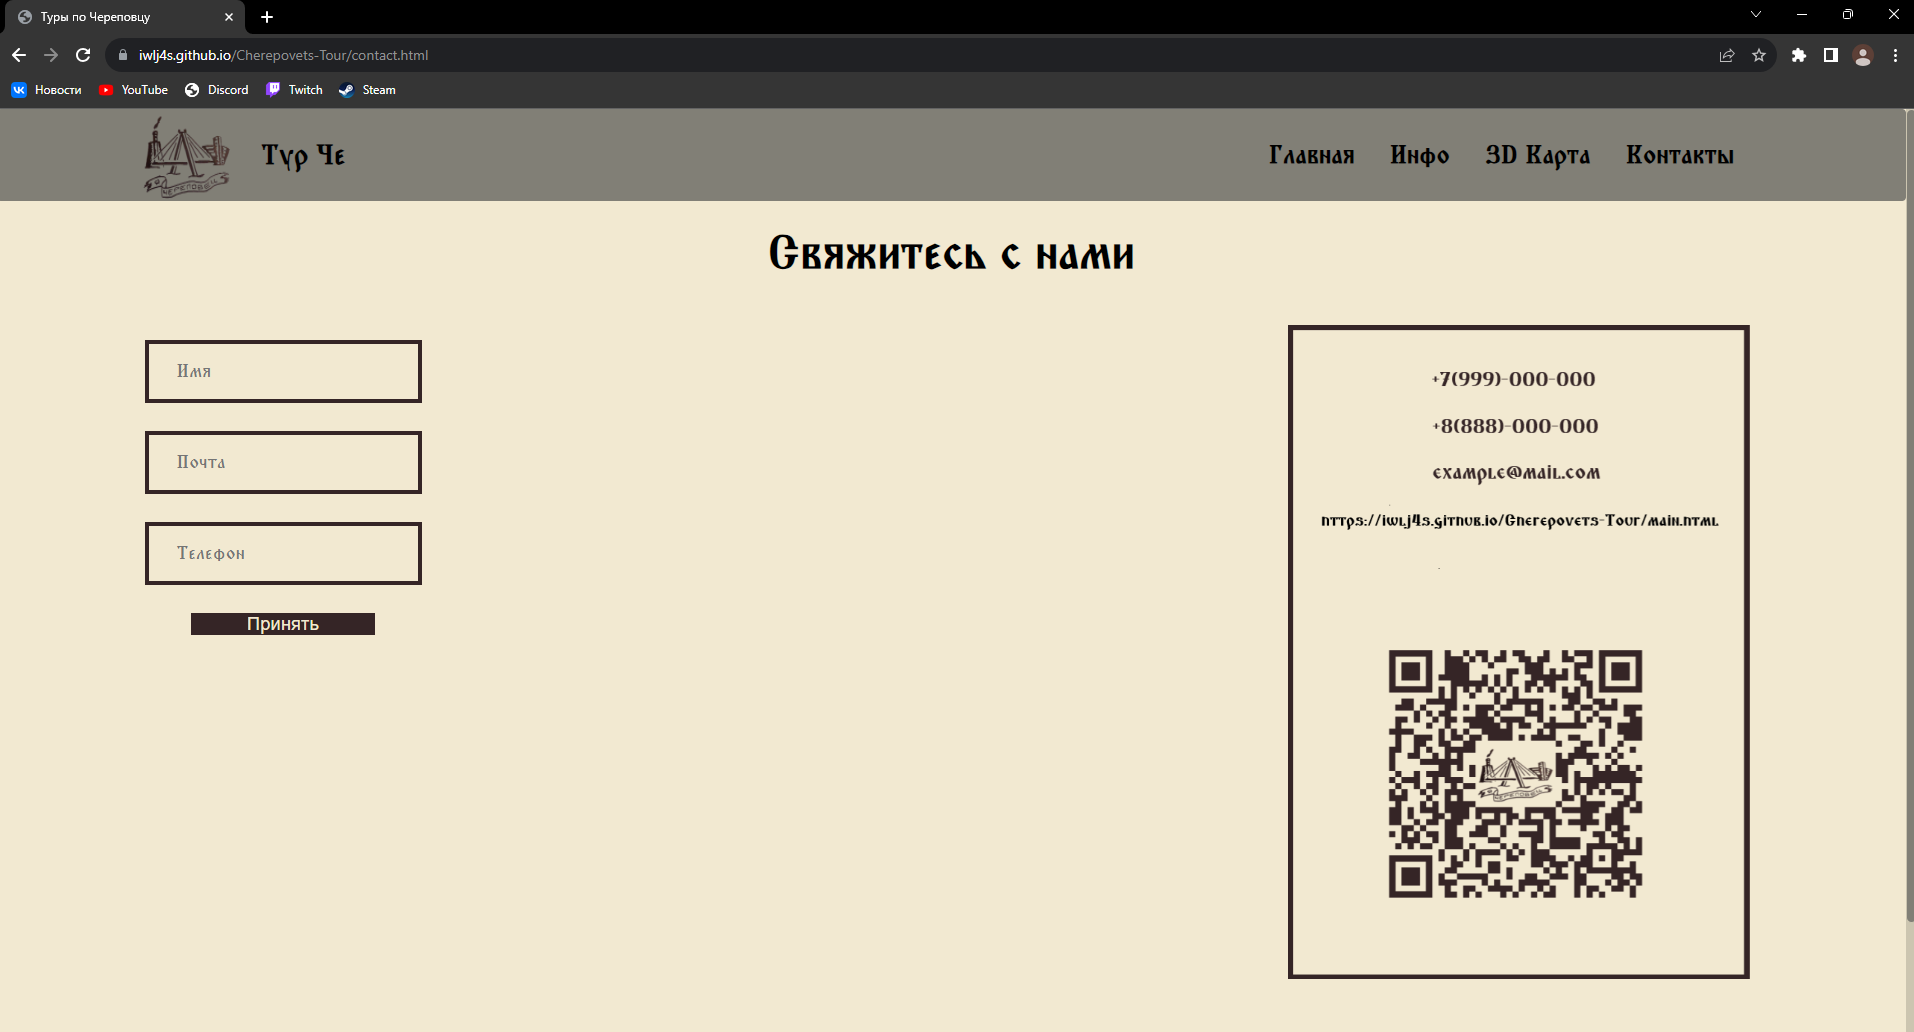 Туры по Череповцу
iwlj4s.github.io/Cherepovets-Tour/contact.html
Новости YouTube Discord Twitch Steam
ЧЕРЕПОВЕЦ
Тур Че
Главная Инфо 3D Карта Контакты
Свяжитесь с нами
Имя
Почта
Телефон
Принять
+7(999)-000-000
+8(888)-000-000
example@mail.com
https://iwlj4s.github.io/Cherepovets-Tour/main.html
ЧЕРЕПОВЕЦ